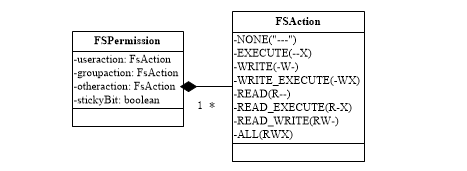 FSPermission
-useraction: FsAction
-groupaction: FsAction
-otheraction: FsAction
-stickyBit: boolean
1 *
FSAction
-NONE("---")
-EXECUTE(--X)
-WRITE(-W-)
-WRITE_EXECUTE(-WX)
-READ(R--)
-READ_EXECUTE(R-X)
-READ_WRITE(RW-)
-ALL(RWX)